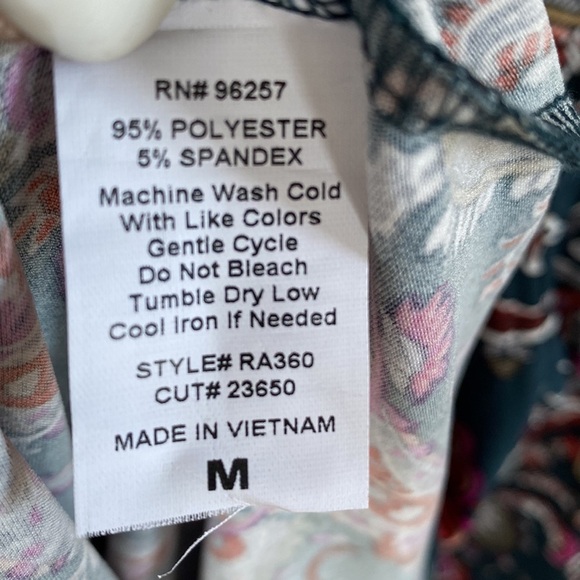 RN# 96257
95% POLYESTER
5% SPANDEX
Machine Wash Cold
With Like Colors
Gentle Cycle
Do Not Bleach
Tumble Dry Low
Cool Iron If Needed
STYLE# RA360
CUT# 23650
MADE IN VIETNAM
M